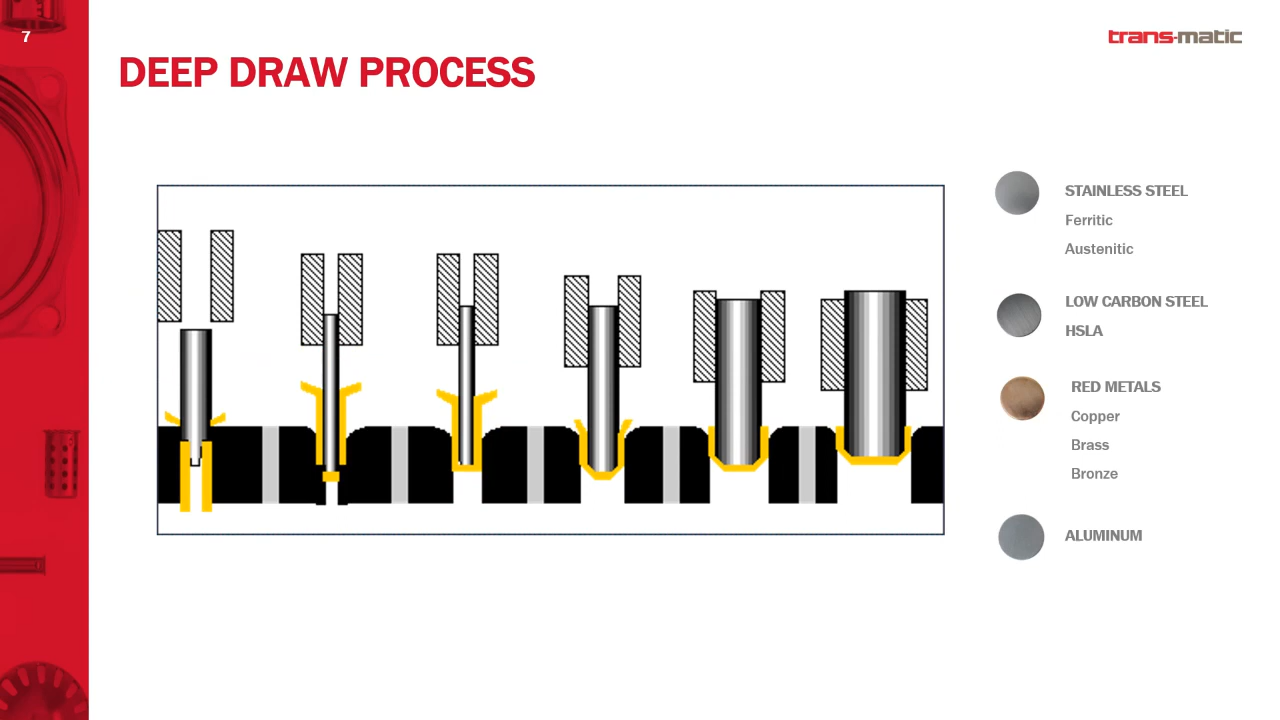 7
trans-matic
DEEP DRAW PROCESS
STAINLESS STEEL
Ferritic
Austenitic
LOW CARBON STEEL
HSLA
RED METALS
Copper
Brass
Bronze
ALUMINUM